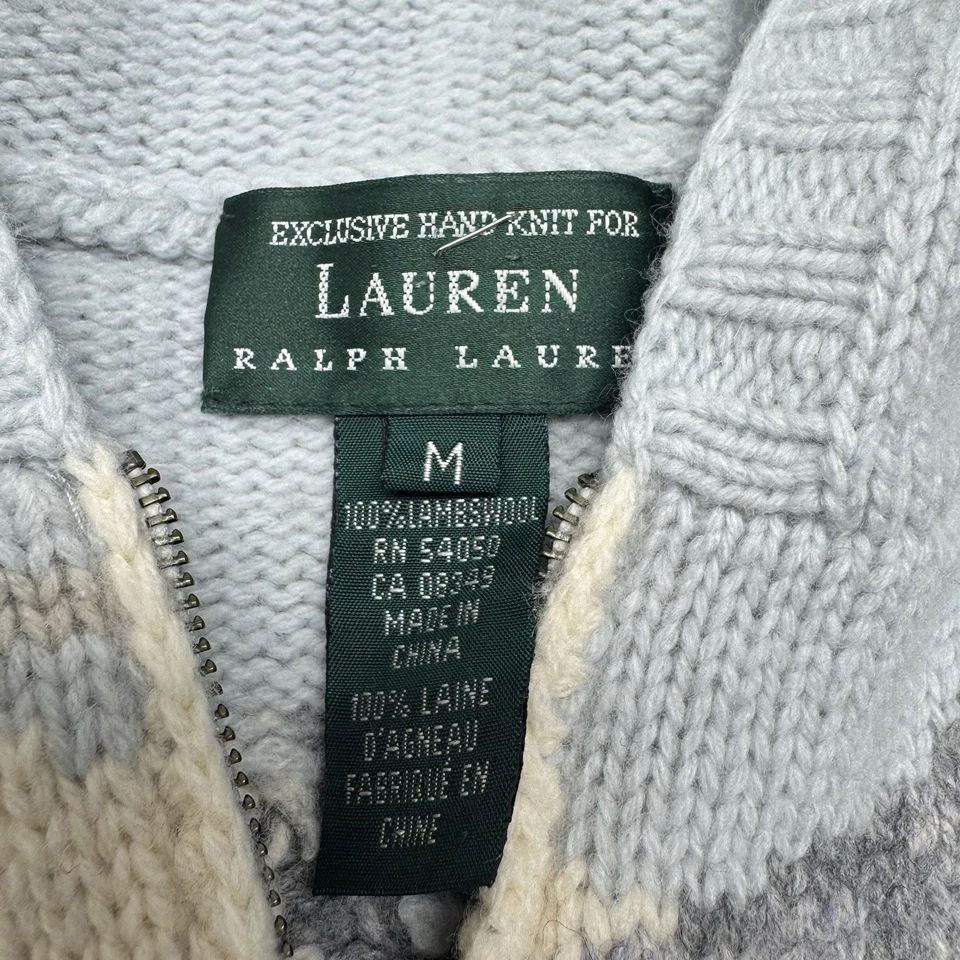 EXCLUSIVE HAND KNIT FOR
LAUREN
RALPH LAURE
M
100% LAMBSWOOL
RN 54050
CA 08349
MADE IN
CHINA
100% LAINE
D'AGNEAU
FABRIQUÉ EN
CHINE